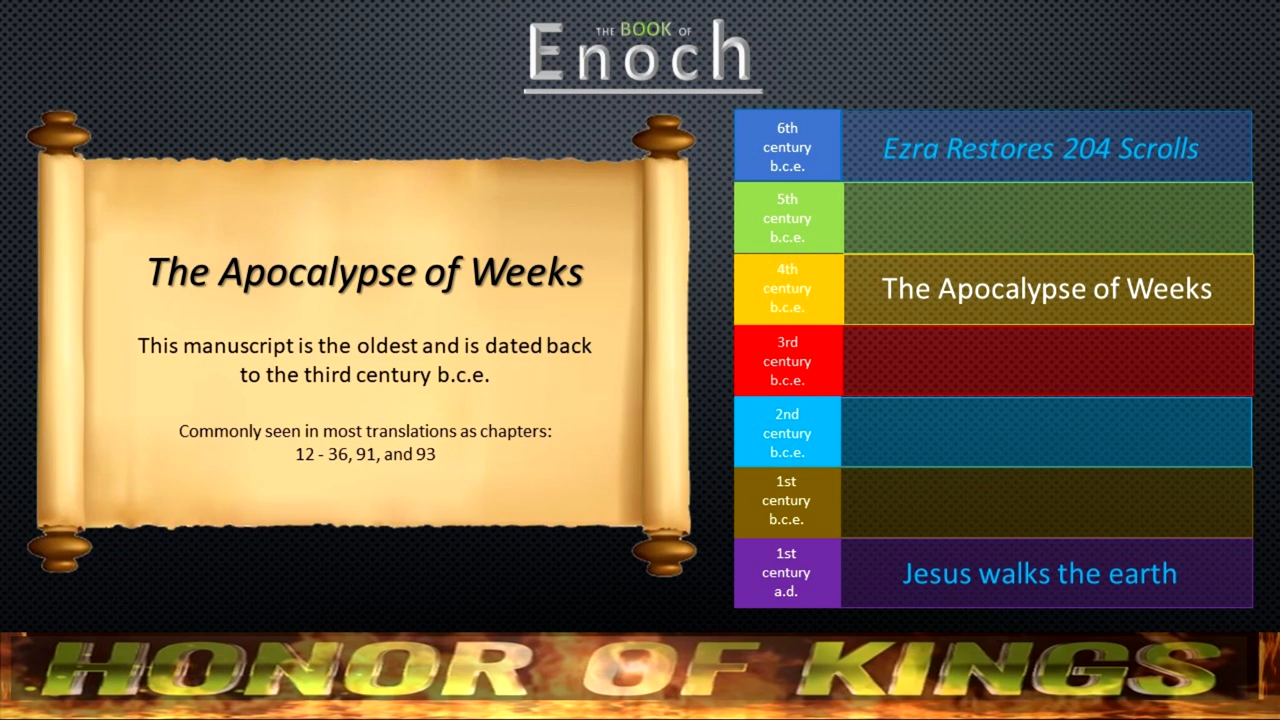 THE BOOK OF
Enoch
The Apocalypse of Weeks
This manuscript is the oldest and is dated back
to the third century b.c.e.
Commonly seen in most translations as chapters:
12 - 36, 91, and 93
6th
century
b.c.e.
Ezra Restores 204 Scrolls
5th
century
b.c.e.
4th
century
b.c.e.
The Apocalypse of Weeks
3rd
century
b.c.e.
2nd
century
b.c.e.
1st
century
b.c.e.
1st
century
a.d.
Jesus walks the earth
HONOR OF KINGS